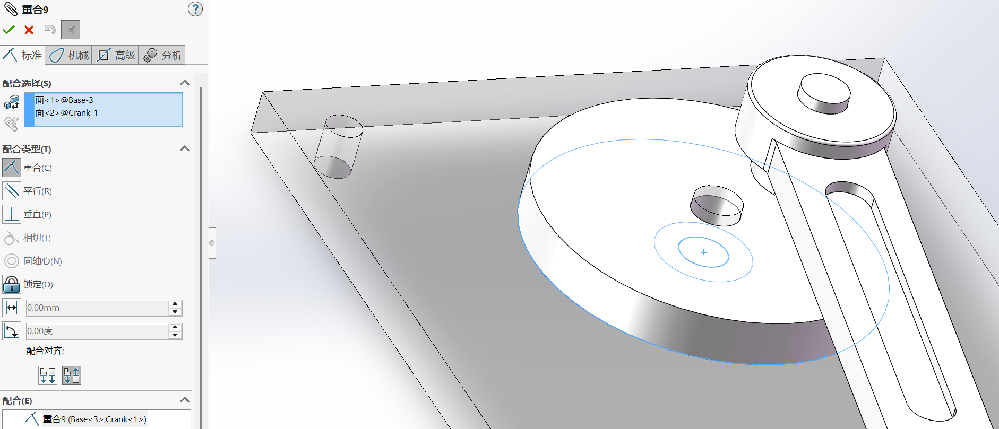 重合9
?
标准 机械 高级 分析
配合选择(S)
面<1>@Base-3
面<2>@Crank-1
配合类型(T)
重合(C)
平行(R)
垂直(P)
相切(T)
同轴心(N)
锁定(O)
0.00mm
0.00度
配合对齐:
配合(E)
重合9 (Base<3>,Crank<1>)